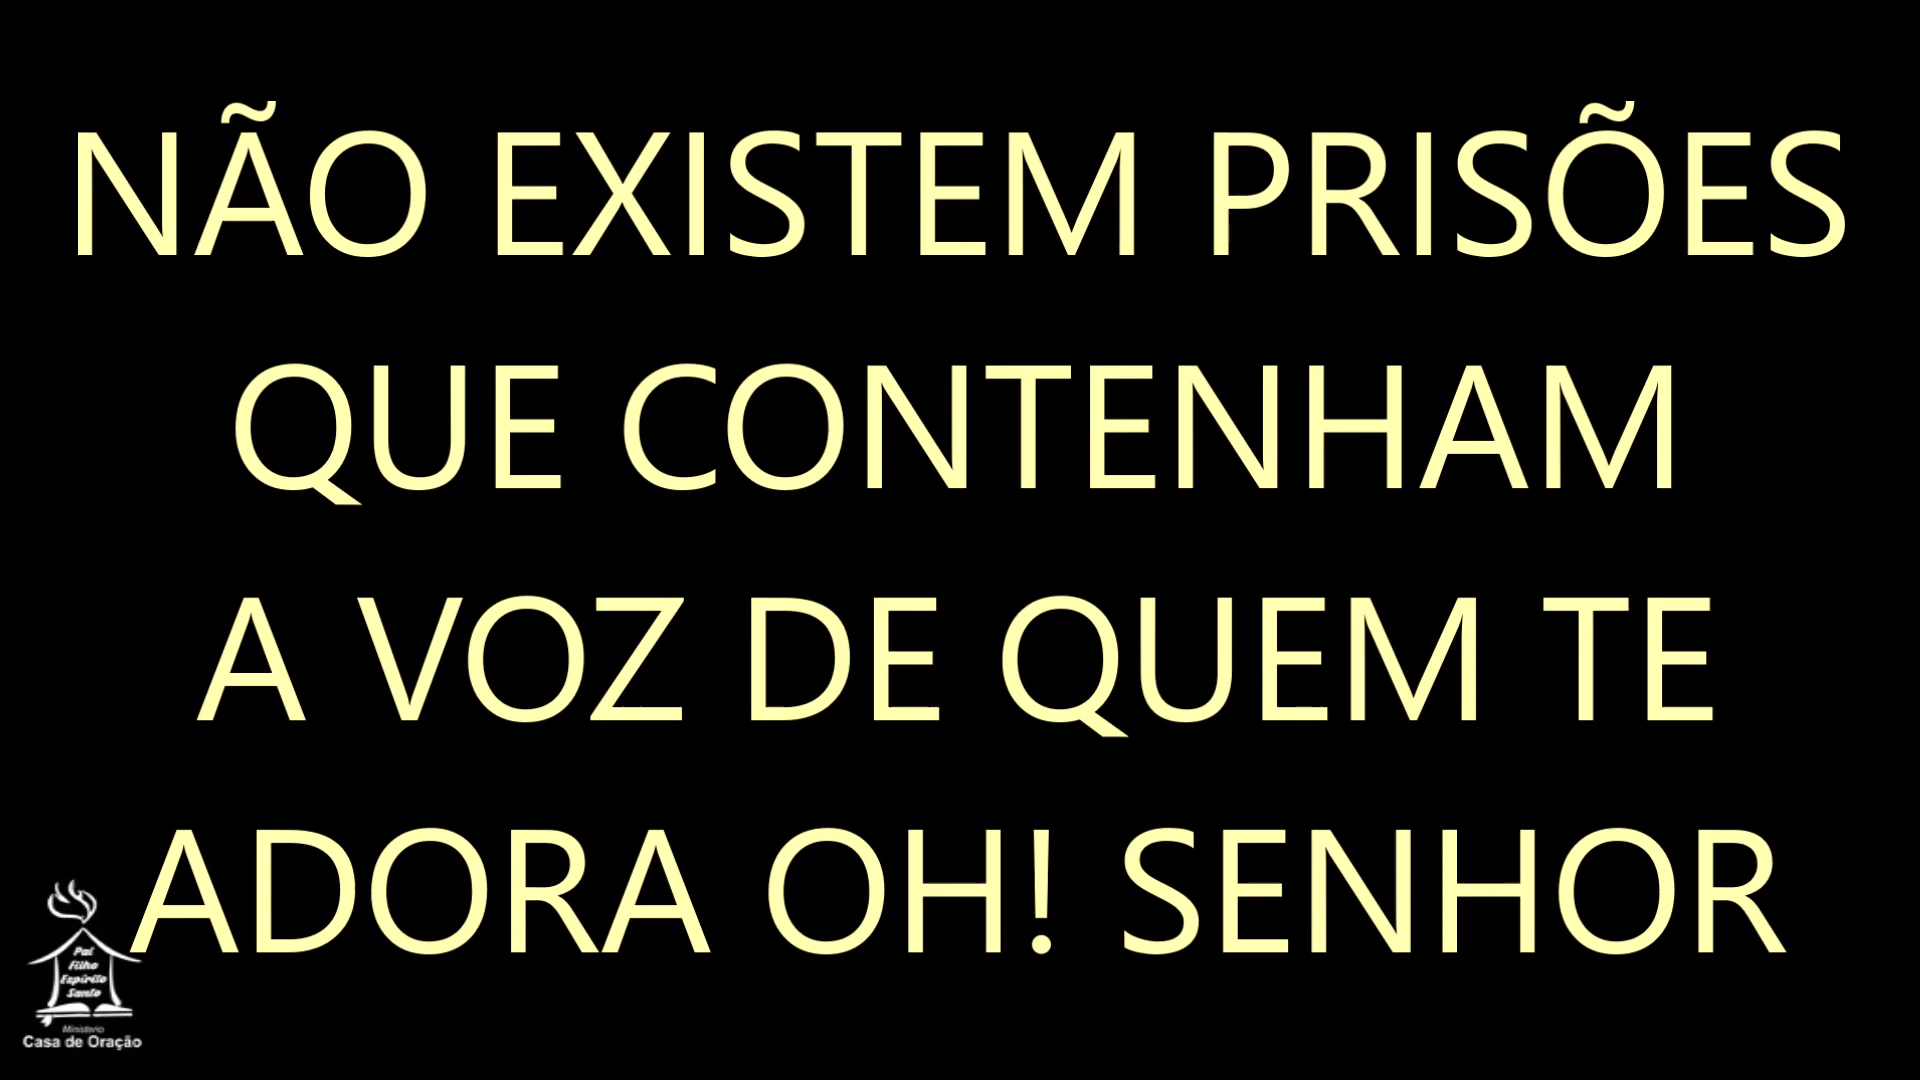 NÃO EXISTEM PRISÕES
QUE CONTENHAM
A VOZ DE QUEM TE
ADORA OH! SENHOR
Pai
Filho
Espírito
Santo
Ministerio
Casa de Oração